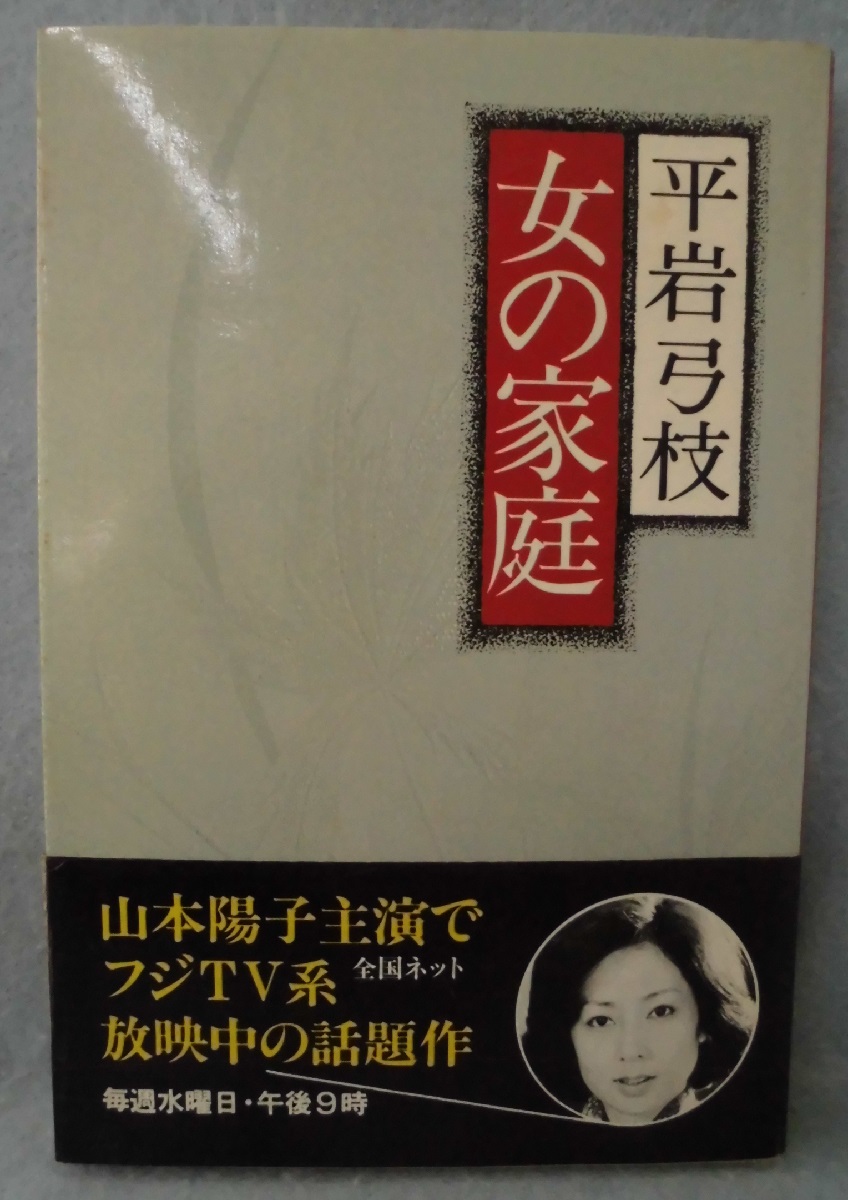 平岩弓枝
女の家庭
山本陽子主演で
フジTV系 全国ネット
放映中の話題作
毎週水曜日・午後9時